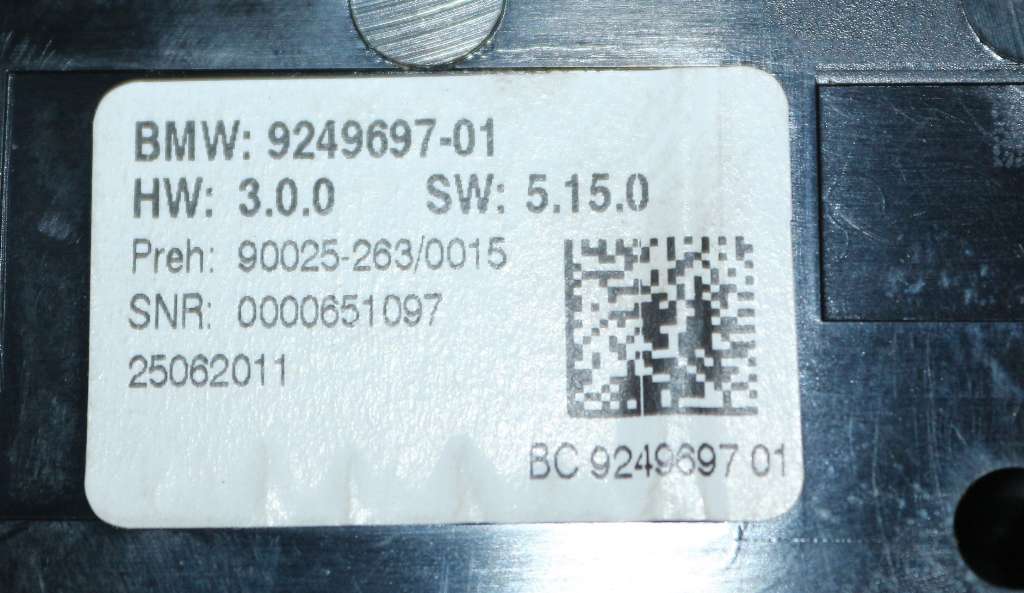 BMW: 9249697-01
HW: 3.0.0 SW: 5.15.0
Preh: 90025-263/0015
SNR: 0000651097
25062011
BC 9249697 01